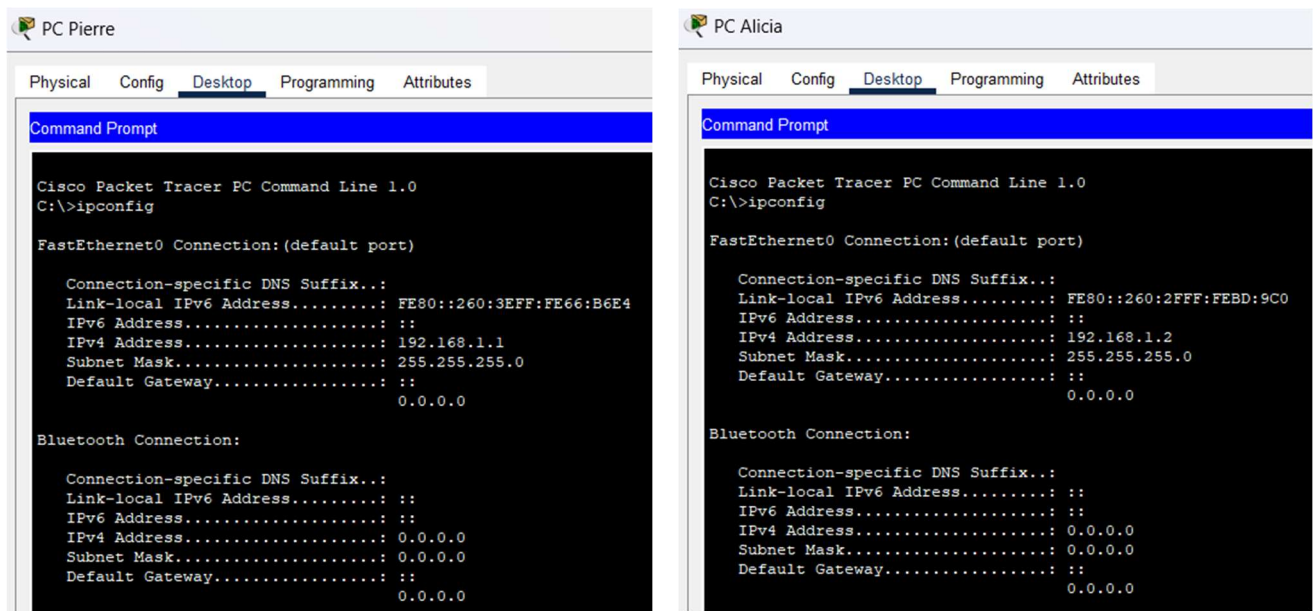 PC Pierre
Physical Config Desktop Programming Attributes
Command Prompt
Cisco Packet Tracer PC Command Line 1.0
C:\>ipconfig
FastEthernet0 Connection:(default port)
Connection-specific DNS Suffix..:
Link-local IPv6 Address.........: FE80::260:3EFF:FE66:B6E4
IPv6 Address....................: ::
IPv4 Address....................: 192.168.1.1
Subnet Mask.....................: 255.255.255.0
Default Gateway.................: ::
0.0.0.0
Bluetooth Connection:
Connection-specific DNS Suffix..:
Link-local IPv6 Address.........: ::
IPv6 Address....................: ::
IPv4 Address....................: 0.0.0.0
Subnet Mask.....................: 0.0.0.0
Default Gateway.................: ::
0.0.0.0
PC Alicia
Physical Config Desktop Programming Attributes
Command Prompt
Cisco Packet Tracer PC Command Line 1.0
C:\>ipconfig
FastEthernet0 Connection:(default port)
Connection-specific DNS Suffix..:
Link-local IPv6 Address.........: FE80::260:2FFF:FEBD:9C0
IPv6 Address....................: ::
IPv4 Address....................: 192.168.1.2
Subnet Mask.....................: 255.255.255.0
Default Gateway.................: ::
0.0.0.0
Bluetooth Connection:
Connection-specific DNS Suffix..:
Link-local IPv6 Address.........: ::
IPv6 Address....................: ::
IPv4 Address....................: 0.0.0.0
Subnet Mask.....................: 0.0.0.0
Default Gateway.................: ::
0.0.0.0